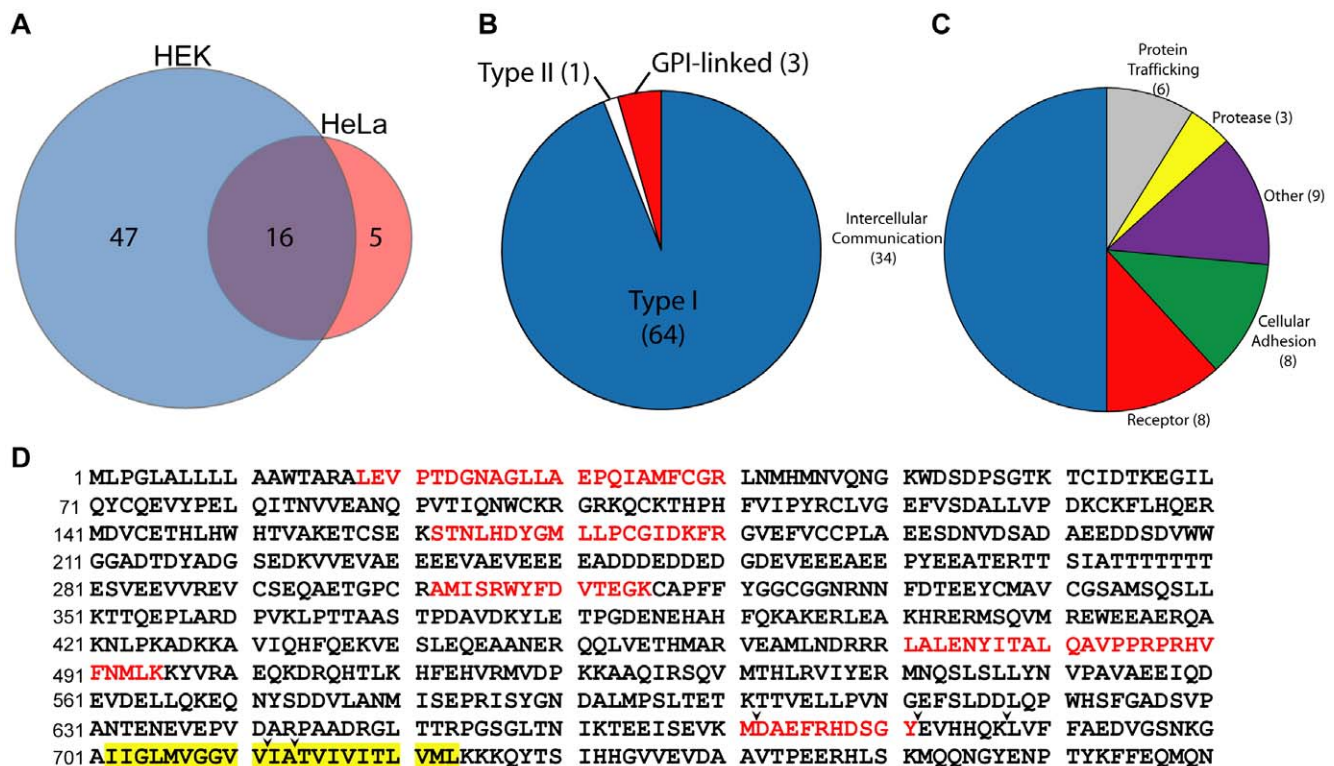 A
B
C
HEK
HeLa
47
16
5
Type II (1)
GPI-linked (3)
Type I
(64)
Protein
Trafficking
(6)
Protease (3)
Other (9)
Cellular
Adhesion
(8)
Receptor (8)
Intercellular
Communication
(34)
D
1 MLPGLALLLL AAWTARALEV PTDGNAGLLA EPQIAMFCGR LNMHMNVQNG KWDSDPSGTK TCIDTKEGIL
71 QYCQEVYPEL QITNVVEANQ PVTIQNWCKR GRKQCKTHPH FVIPYRCLVG EFVSDALLVP DKCKFLHQER
141 MDVCETHLHW HTVAKETCSE KSTNLHDYGM LLPCGIDKFR GVEFVCCPLA EESDNVDSAD AEEDDSDVWW
211 GGADTDYADG SEDKVVEVAE EEEVAEVEEE EADDDEDDED GDEVEEEAEE PYEEATERTT SIATTTTTTT
281 ESVEEVVREV CSEQAETGPC RAMISRWYFD VTEGKCAPFF YGGCGGNRNN FDTEEYCMAV CGSAMSQSLL
351 KTTQEPLARD PVKLPTTAAS TPDAVDKYLE TPGDENEHAH FQKAKERLEA KHRERMSQVM REWEEAERQA
421 KNLPKADKKA VIQHFQEKVE SLEQEAANER QQLVETHMAR VEAMLNDRRR LALENYITAL QAVPPRPRHV
491 FNMLKKYVRA EQKDRQHTLK HFEHVRMVDP KKAAQIRSQV MTHLRVIYER MNQSLSLLYN VPAVAEEIQD
561 EVDELLQKEQ NYSDDVLANM ISEPRISYGN DALMPSLTET KTTVELLPVN GEFSLDDLQP WHSFGADSVP
631 ANTENEVEPV DARPAADRGL TTRPGSGLTN IKTEEISEVK MDAEFRHDSG YEVHHQKLVF FAEDVGSNKG
701 AIIGLMVGGV VIATVIVITL VMLKKKQYTS IHHGVVEVDA AVTPEERHLS KMQQNGYENP TYKFFEQMQN